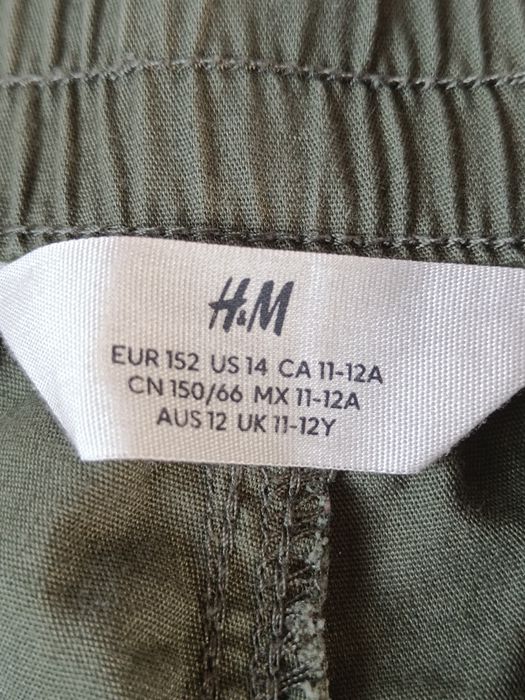 H&M
EUR 152 US 14 CA 11-12A
CN 150/66 MX 11-12A
AUS 12 UK 11-12Y